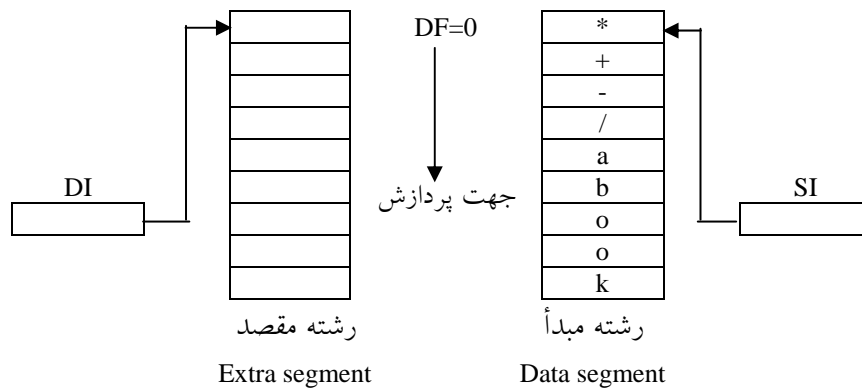 DF=0
*
+
-
/
a
b
o
o
k
DI
SI
جهت پردازش
رشته مقصد
رشته مبدأ
Extra segment
Data segment